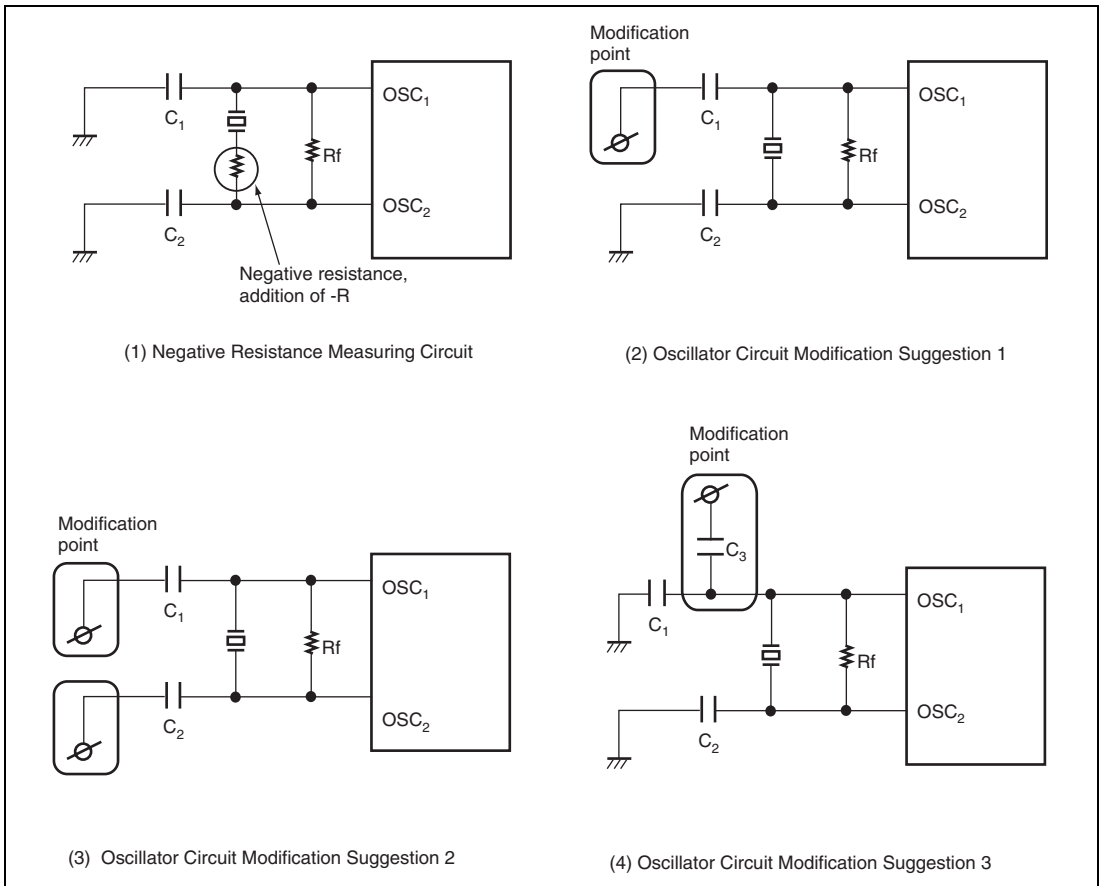 OSC1
C1
Rf
OSC2
C2
Negative resistance,
addition of -R
(1) Negative Resistance Measuring Circuit
Modification
point
OSC1
C1
Rf
OSC2
C2
(2) Oscillator Circuit Modification Suggestion 1
Modification
point
OSC1
C1
Rf
OSC2
C2
(3) Oscillator Circuit Modification Suggestion 2
Modification
point
C3
OSC1
C1
Rf
OSC2
C2
(4) Oscillator Circuit Modification Suggestion 3